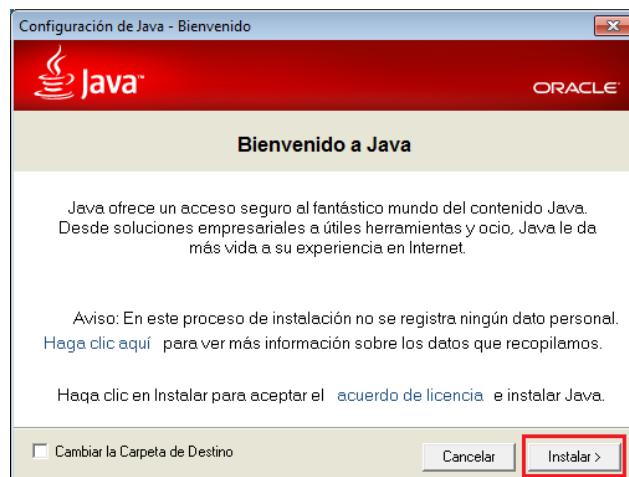 Configuración de Java - Bienvenido
Java™
ORACLE
Bienvenido a Java
Java ofrece un acceso seguro al fantástico mundo del contenido Java.
Desde soluciones empresariales a útiles herramientas y ocio, Java le da
más vida a su experiencia en Internet.
Aviso: En este proceso de instalación no se registra ningún dato personal.
Haga clic aquí para ver más información sobre los datos que recopilamos.
Haga clic en Instalar para aceptar el acuerdo de licencia e instalar Java.
Cambiar la Carpeta de Destino
Cancelar
Instalar >